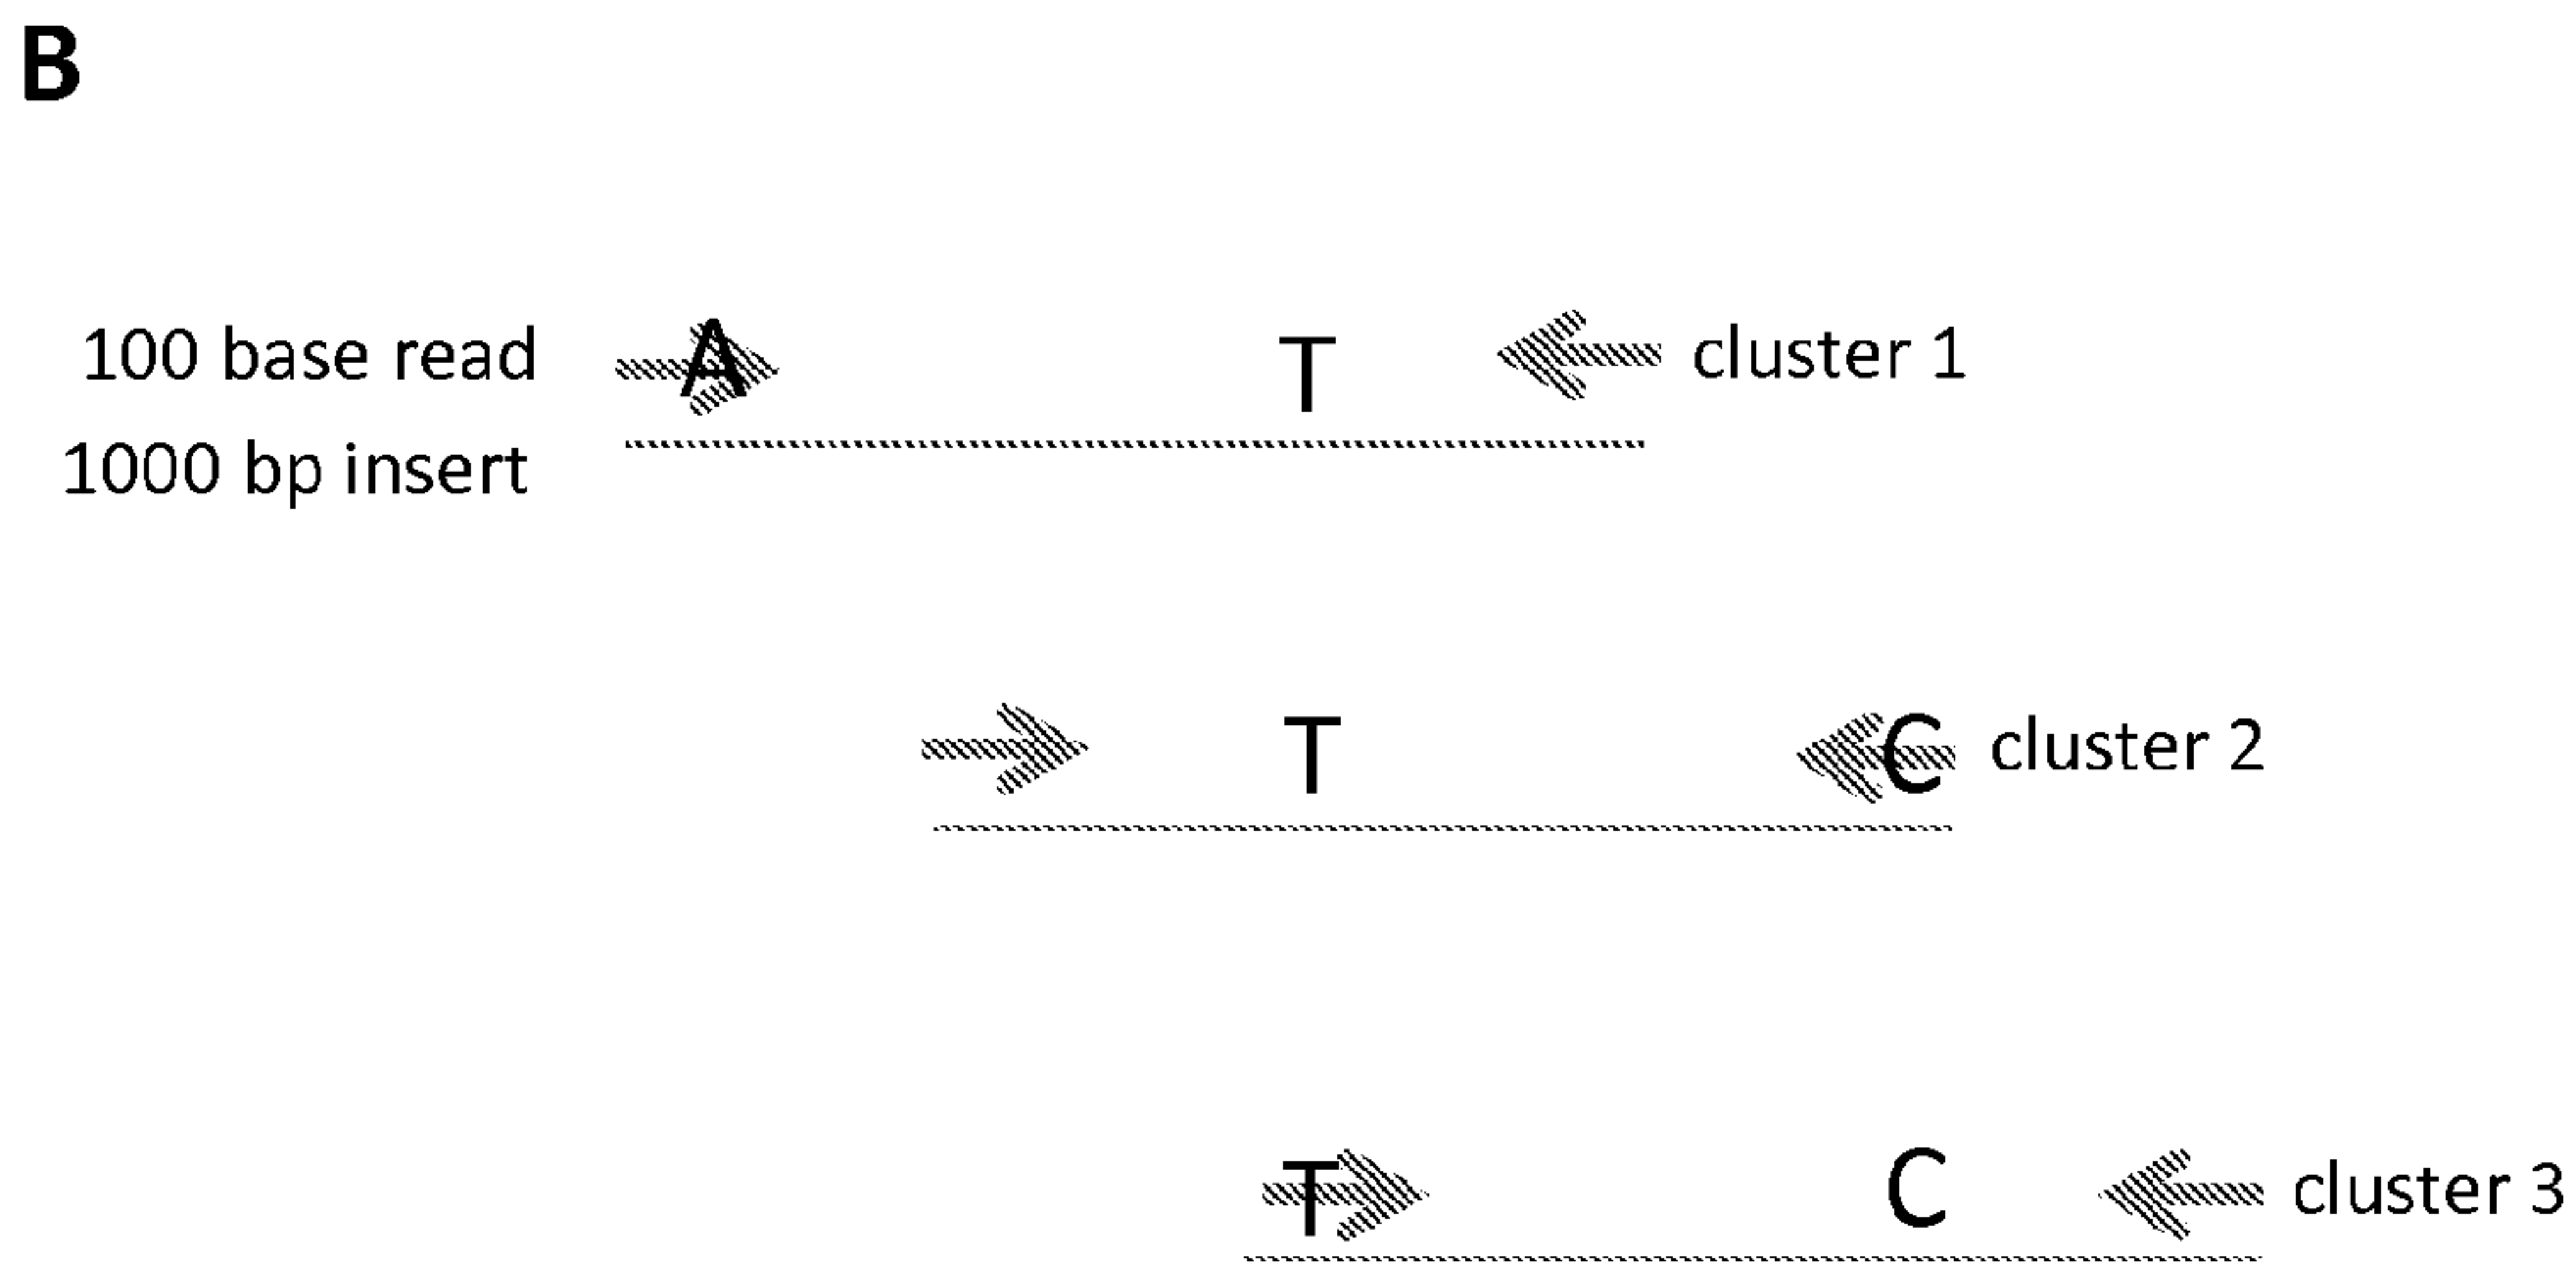 B
100 base read A T cluster 1
1000 bp insert
T C cluster 2
T C cluster 3